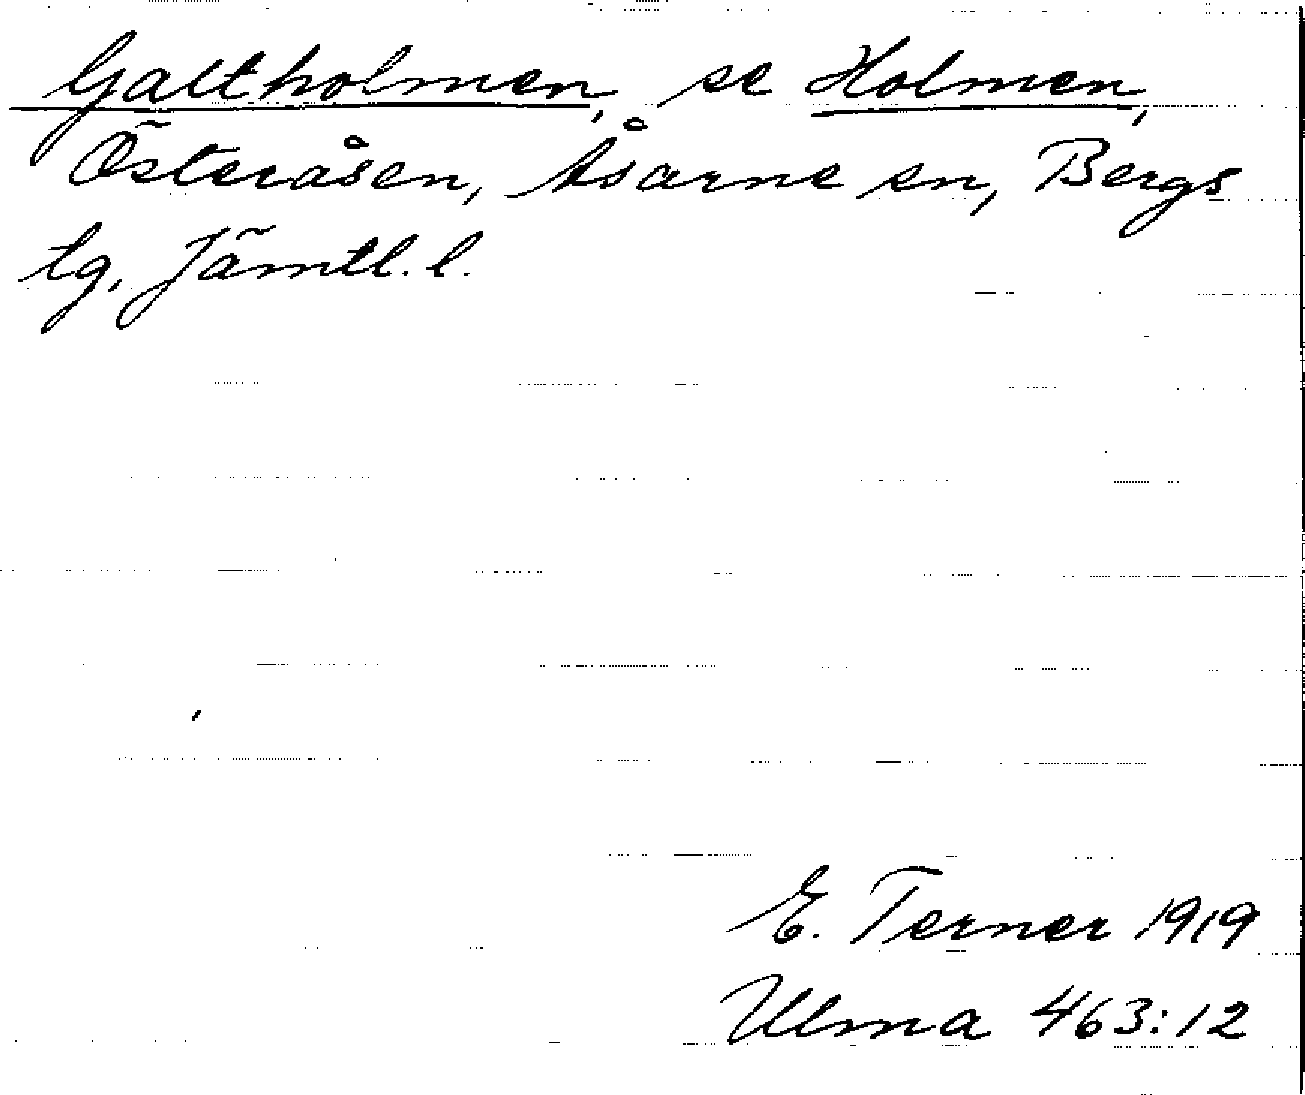 Galtholmen, se Holmen,
Österåsen, Åsarne sn, Bergs
tg, Jämtl. l.
E. Terner 1919
Ulma 463:12